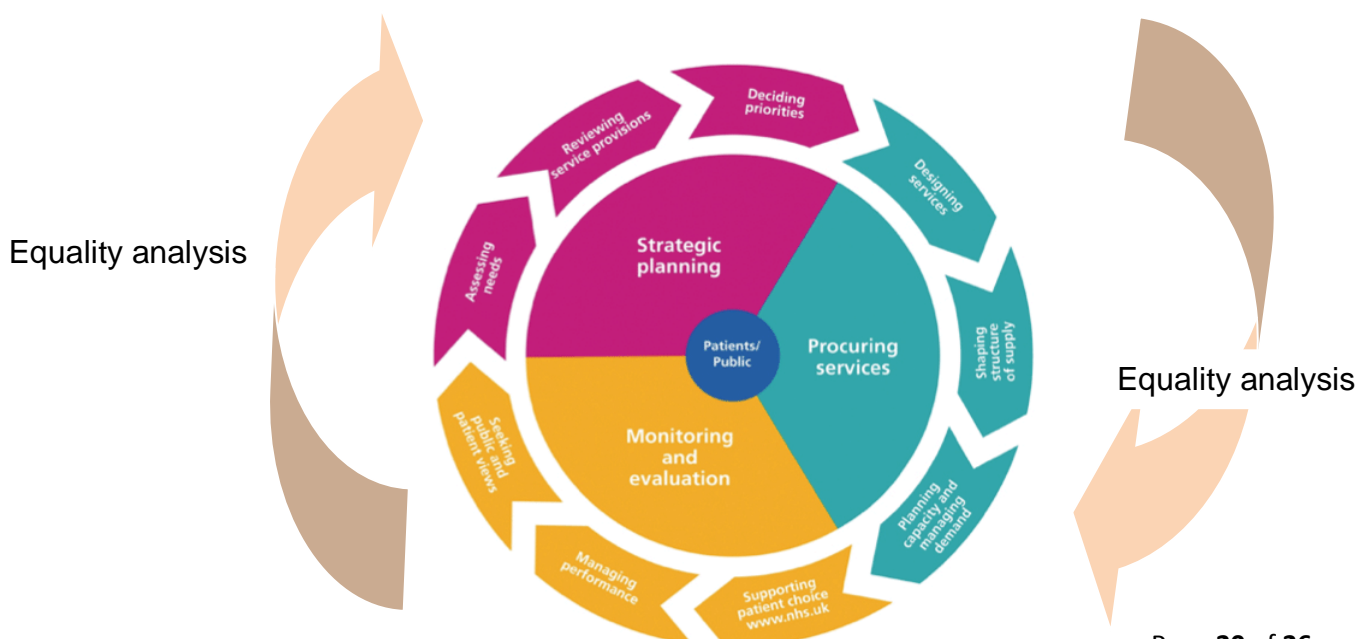 Deciding
priorities
Reviewing
service provisions
Designing
services
Equality analysis
Assessing
needs
Strategic
planning
Patients/
Public
Procuring
services
Shaping
structure
of supply
Equality analysis
Monitoring
and
evaluation
Seeking
public and
patient views
Planning
capacity and
managing
demand
Managing
performance
Supporting
patient choice
www.nhs.uk
of